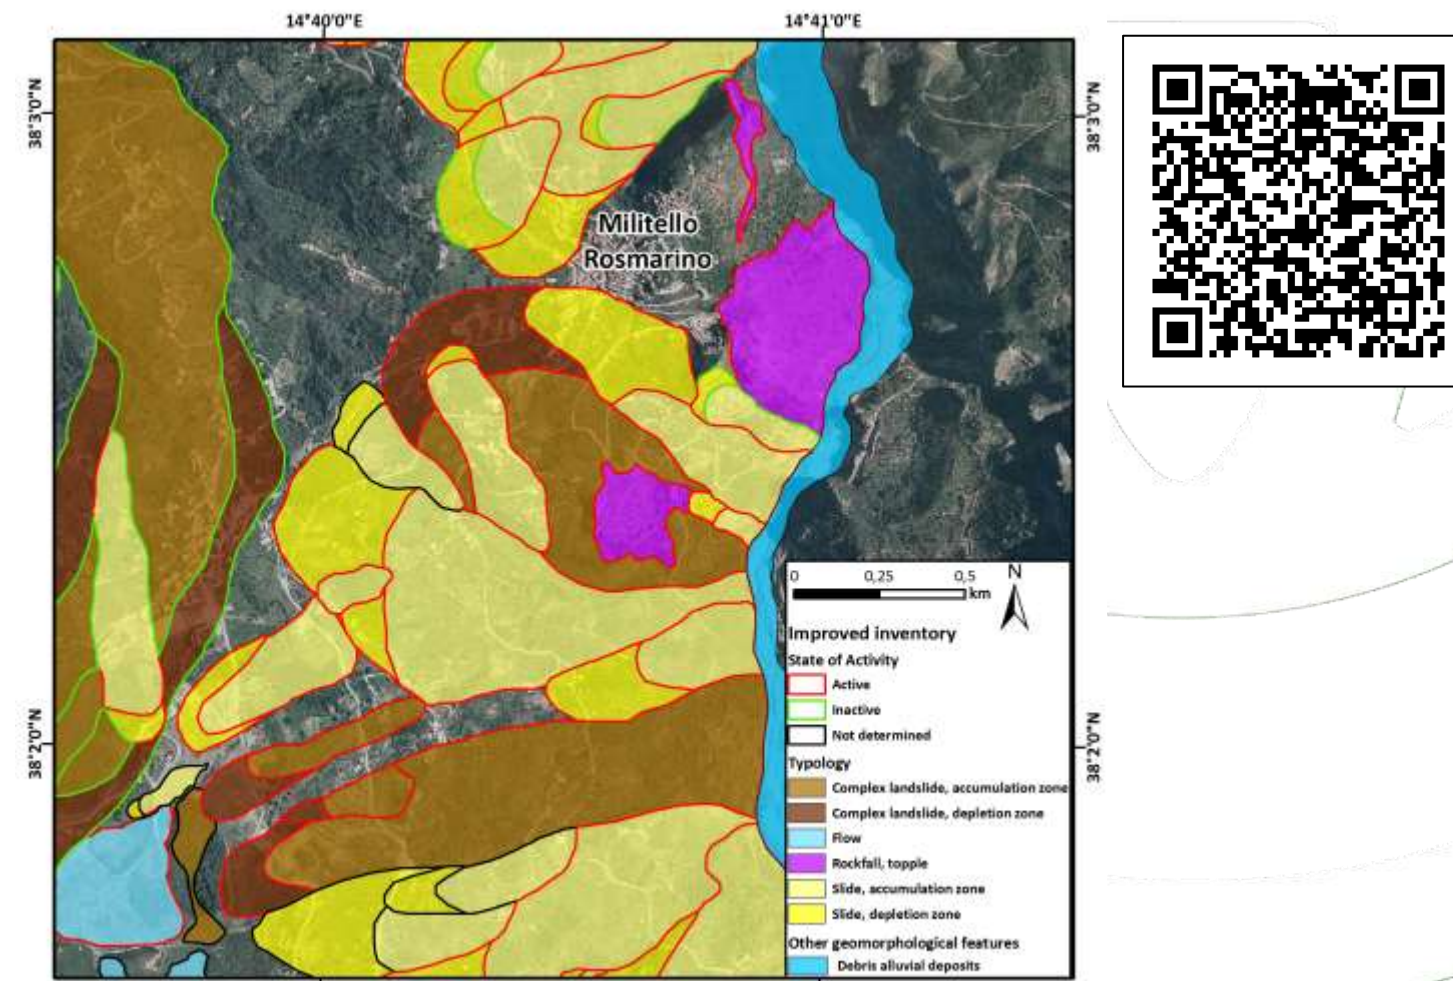 14°40'0"E
14°41'0"E
38°3'0"N
38°3'0"N
Militello
Rosmarino
0 0,25 0,5
km
N
Improved inventory
State of Activity
Active
Inactive
Not determined
Typology
Complex landslide, accumulation zone
Complex landslide, depletion zone
Flow
Rockfall, topple
Slide, accumulation zone
Slide, depletion zone
Other geomorphological features
Debris alluvial deposits
38°2'0"N
38°2'0"N